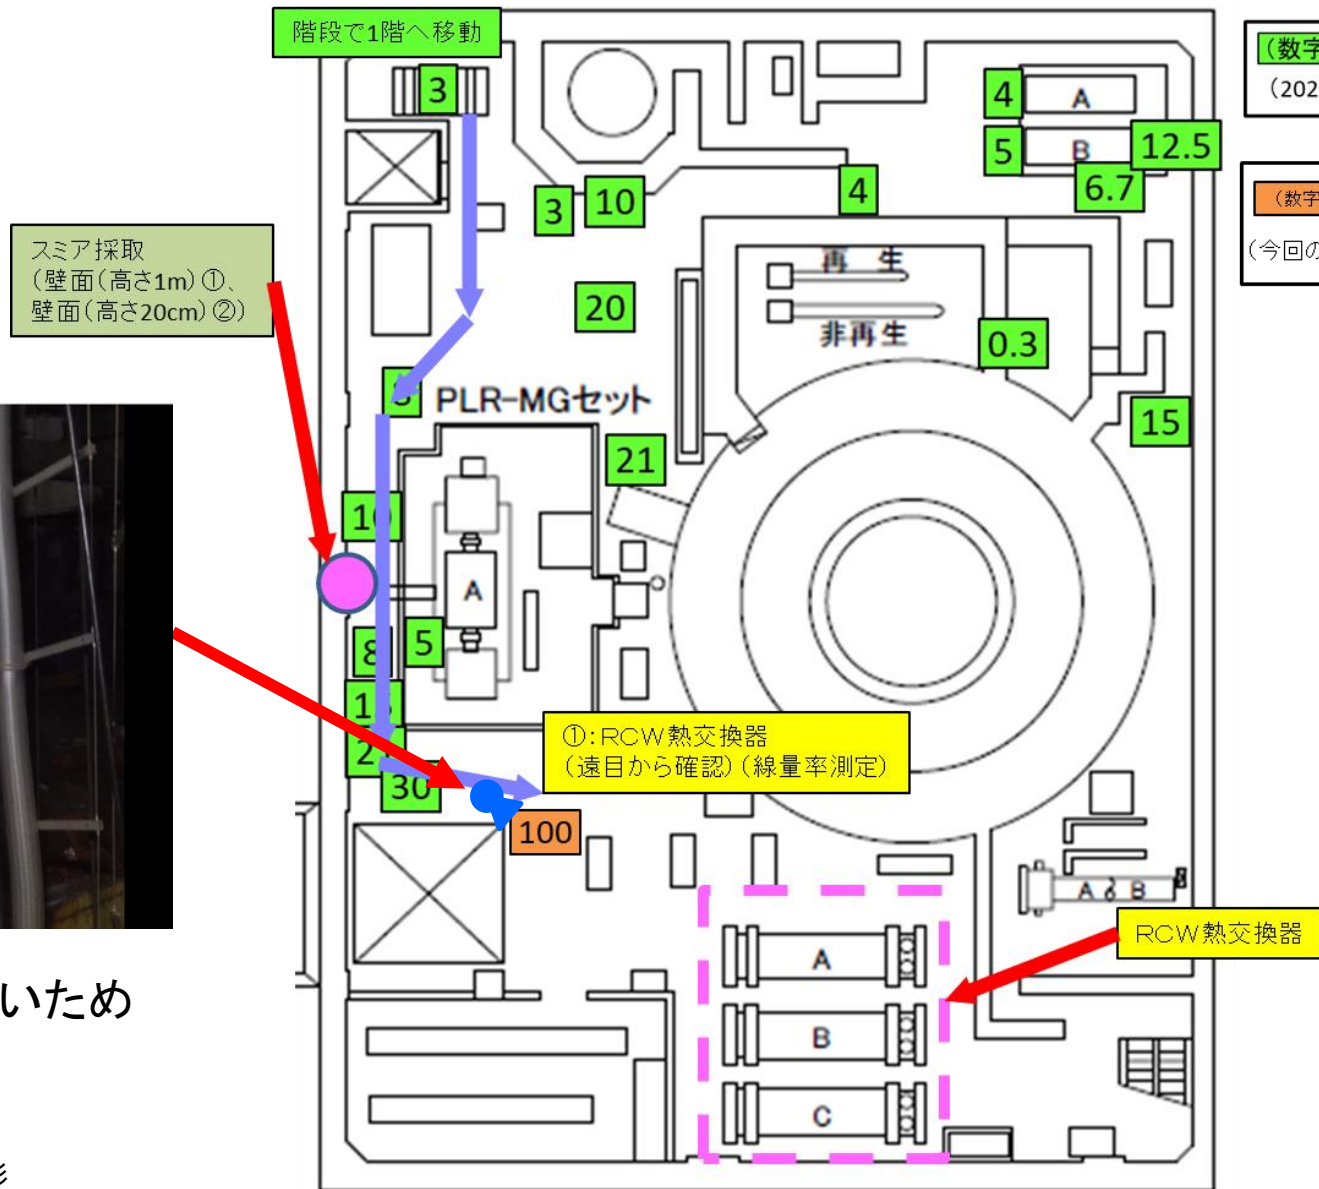 階段で1階へ移動
(数字
(202
3
4
A
5
B
12.5
6.7
(数字
(今回の
3
10
4
スミア採取
(壁面(高さ1m)①、
壁面(高さ20cm)②)
再 生
非再生
20
0.3
PLR-MGセット
15
21
10
A
8
5
2
30
①:RCW熱交換器
(遠目から確認)(線量率測定)
100
A
B
RCW熱交換器
A
B
C
いため